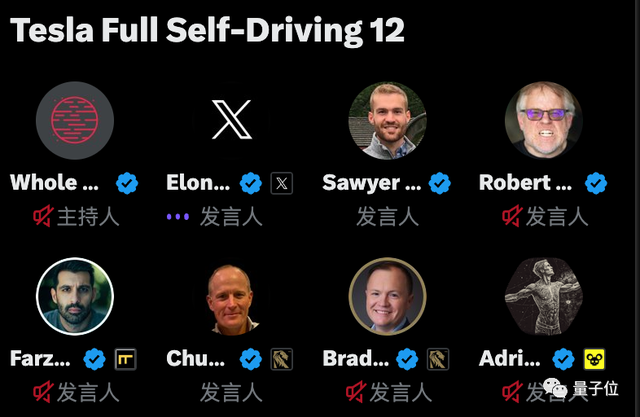 Tesla Full Self-Driving 12
Whole ... Elon... Sawyer ... Robert ...
主持人 发言人 发言人 发言人
Farz... Chu... Brad... Adri...
发言人 发言人 发言人 发言人
量子位